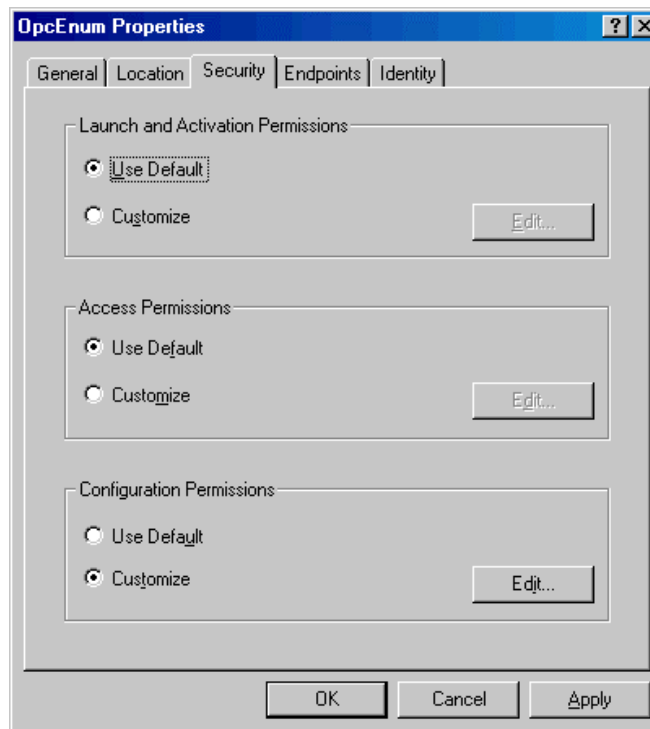 OpcEnum Properties
General Location Security Endpoints Identity
Launch and Activation Permissions
Use Default
Customize
Edit...
Access Permissions
Use Default
Customize
Edit...
Configuration Permissions
Use Default
Customize
Edit...
OK Cancel Apply